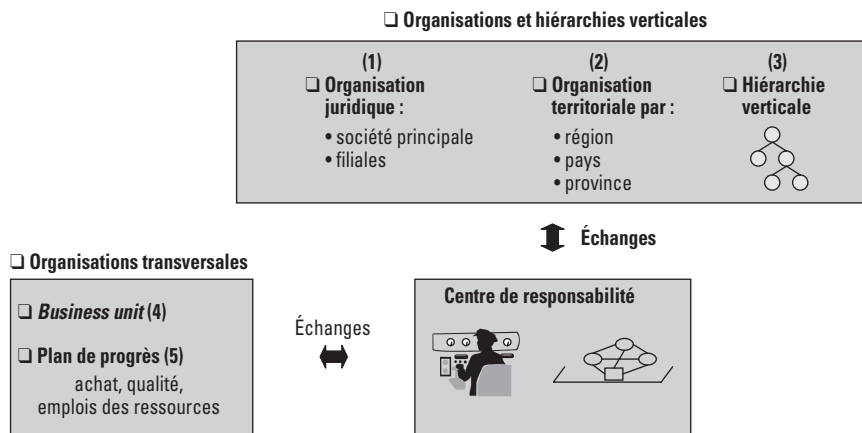 ❑ Organisations et hiérarchies verticales
(1)
❑ Organisation
juridique :
• société principale
• filiales
(2)
❑ Organisation
territoriale par :
• région
• pays
• province
(3)
❑ Hiérarchie
verticale
Échanges
❑ Organisations transversales
❑ Business unit (4)
❑ Plan de progrès (5)
achat, qualité,
emplois des ressources
Échanges
Centre de responsabilité